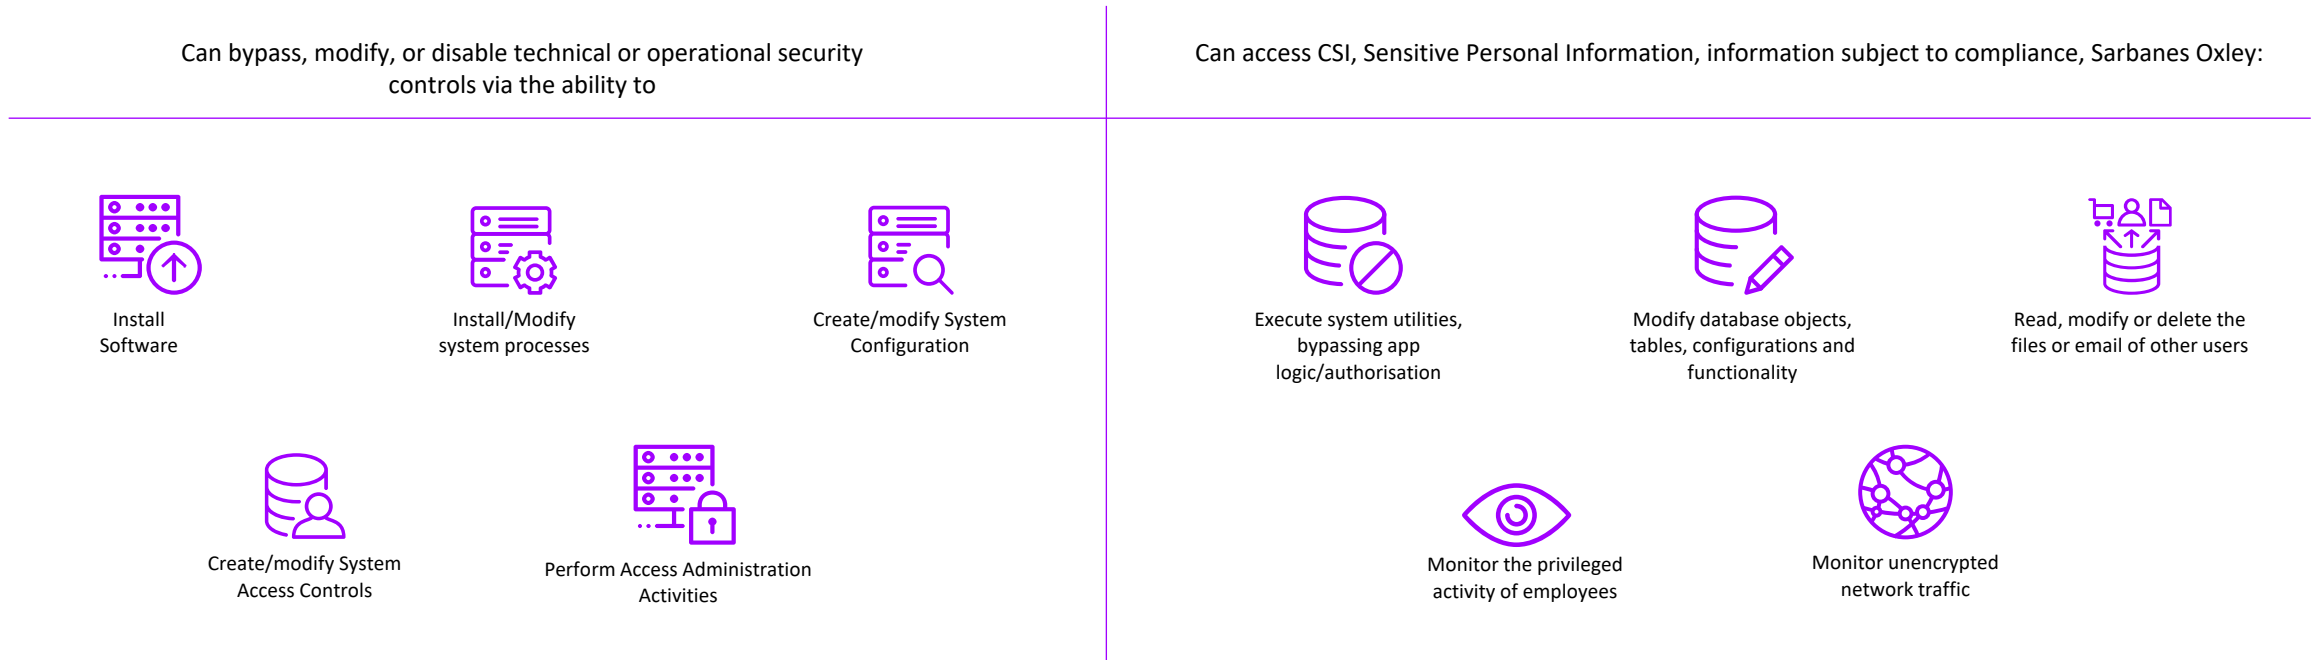 Can bypass, modify, or disable technical or operational security
controls via the ability to
Can access CSI, Sensitive Personal Information, information subject to compliance, Sarbanes Oxley:
Install
Software
Install/Modify
system processes
Create/modify System
Configuration
Execute system utilities,
bypassing app
logic/authorisation
Modify database objects,
tables, configurations and
functionality
Read, modify or delete the
files or email of other users
Create/modify System
Access Controls
Perform Access Administration
Activities
Monitor the privileged
activity of employees
Monitor unencrypted
network traffic